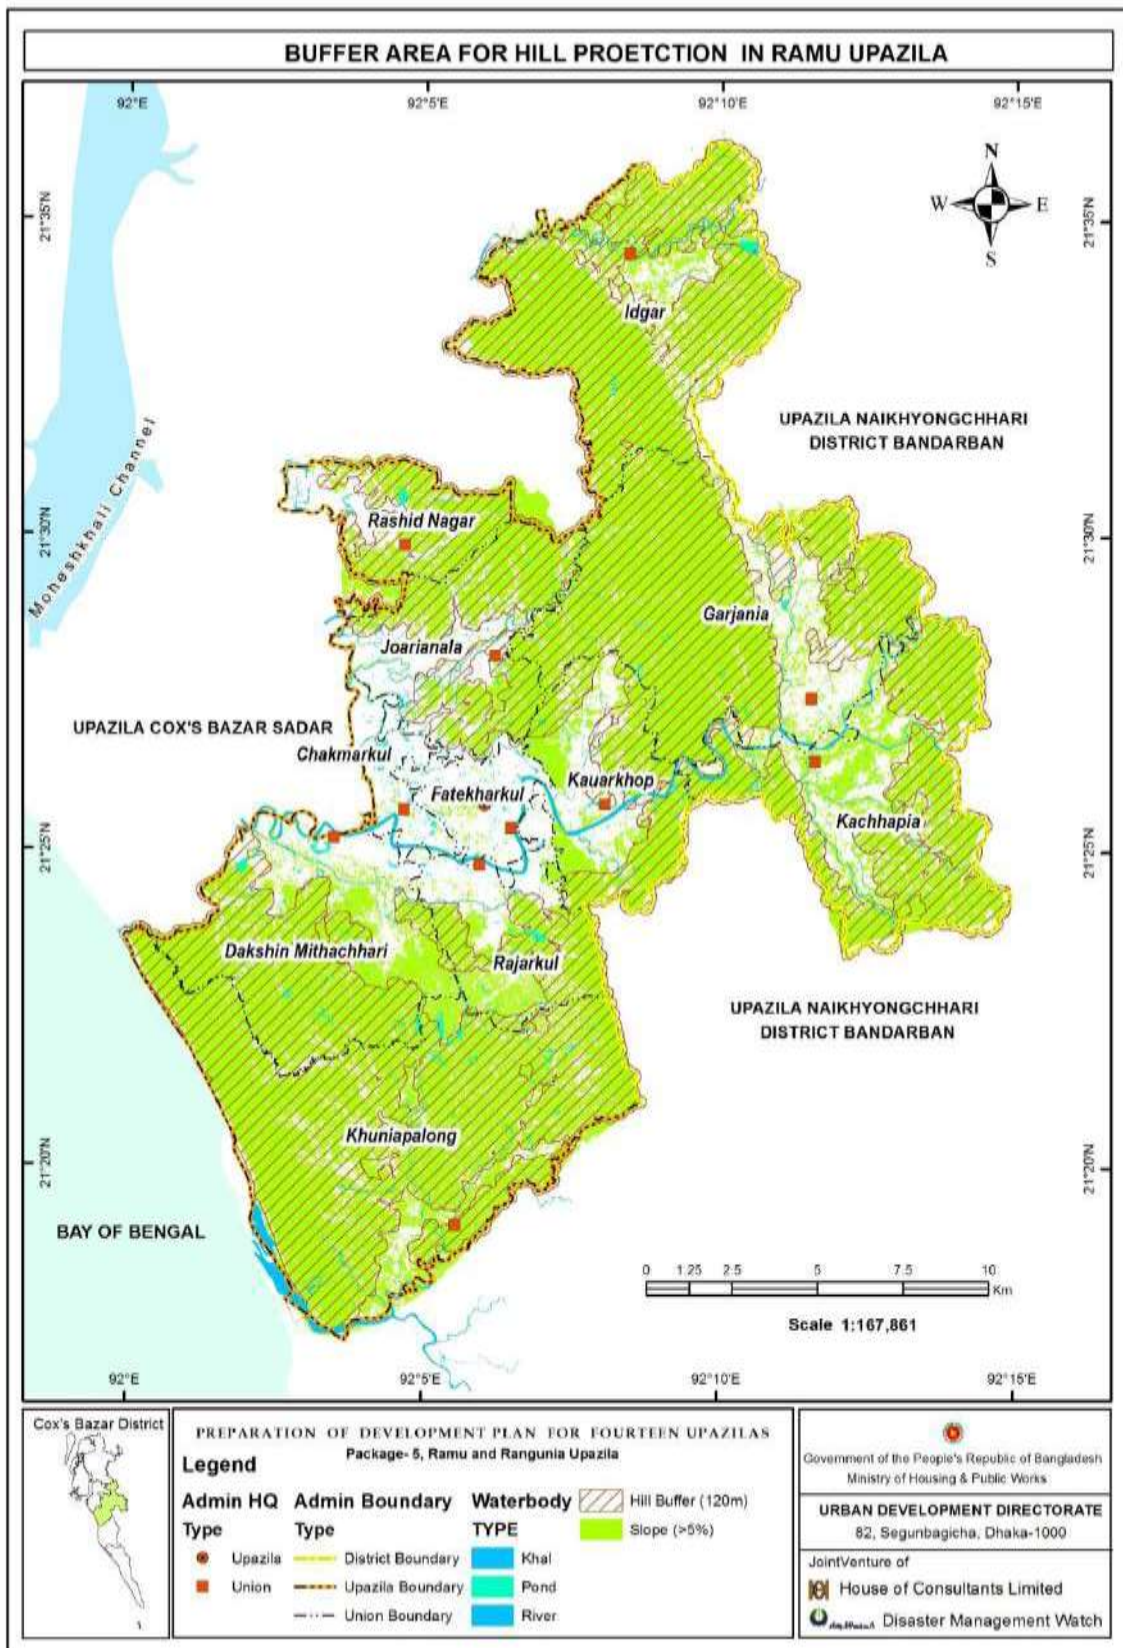 BUFFER AREA FOR HILL PROETCTION IN RAMU UPAZILA
92°E
92°5'E
92°10'E
92°15'E
N
W
E
S
21°35'N
21°35'N
Idgar
UPAZILA NAIKHYONGCHHARI
DISTRICT BANDARBAN
Moheshkhali Channel
Rashid Nagar
21°30'N
21°30'N
Garjania
Joarianala
UPAZILA COX'S BAZAR SADAR
Chakmarkul
Fatekharkul
Kauarkhop
Kachhapia
21°25'N
21°25'N
Dakshin Mithachhari
Rajarkul
UPAZILA NAIKHYONGCHHARI
DISTRICT BANDARBAN
Khuniapalong
21°20'N
21°20'N
BAY OF BENGAL
0 1.25 2.5 5 7.5 10
Km
Scale 1:167,861
92°E
92°5'E
92°10'E
92°15'E
Cox's Bazar District
PREPARATION OF DEVELOPMENT PLAN FOR FOURTEEN UPAZILAS
Package- 5, Ramu and Rangunia Upazila
Legend
Admin HQ
Type
Upazila
Union
Admin Boundary
Type
District Boundary
Upazila Boundary
Union Boundary
Waterbody
TYPE
Khal
Pond
River
Hill Buffer (120m)
Slope (>5%)
Government of the People's Republic of Bangladesh
Ministry of Housing & Public Works
URBAN DEVELOPMENT DIRECTORATE
82, Segunbagicha, Dhaka-1000
JointVenture of
House of Consultants Limited
Disaster Management Watch